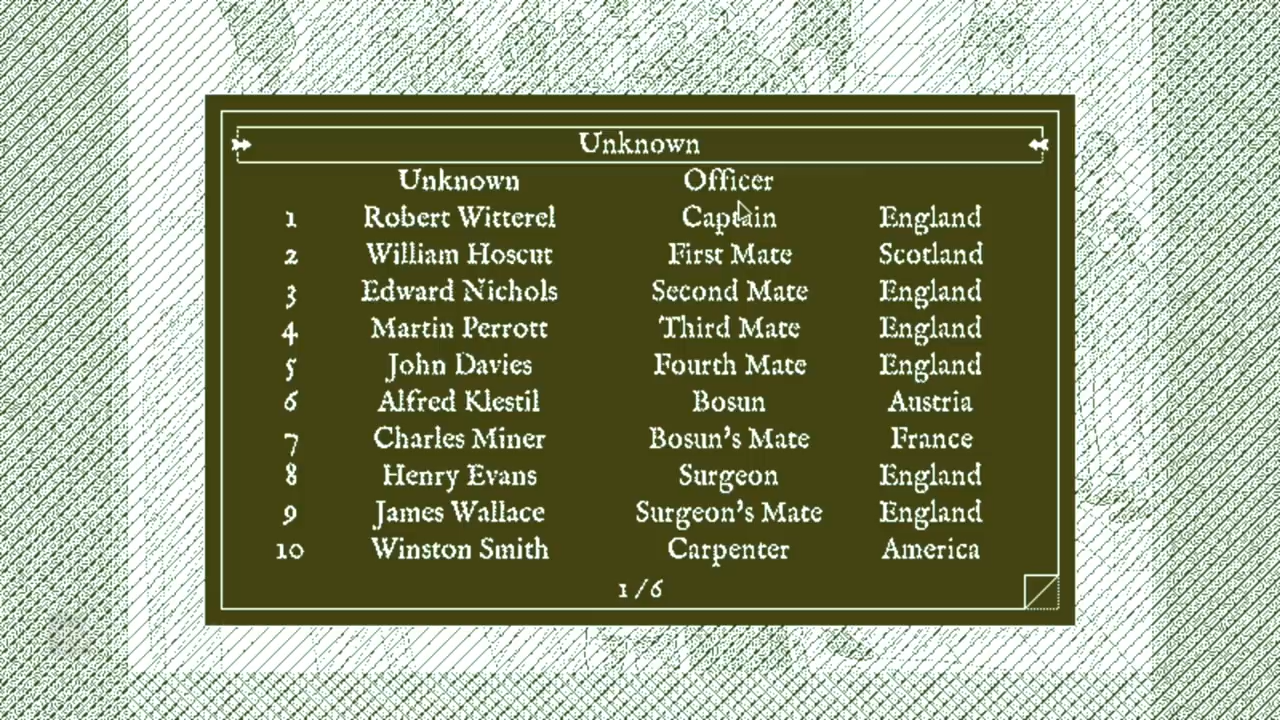 Unknown
Unknown Officer
1 Robert Witterel Captain England
2 William Hoscut First Mate Scotland
3 Edward Nichols Second Mate England
4 Martin Perrott Third Mate England
5 John Davies Fourth Mate England
6 Alfred Klestil Bosun Austria
7 Charles Miner Bosun's Mate France
8 Henry Evans Surgeon England
9 James Wallace Surgeon's Mate England
10 Winston Smith Carpenter America
1/6